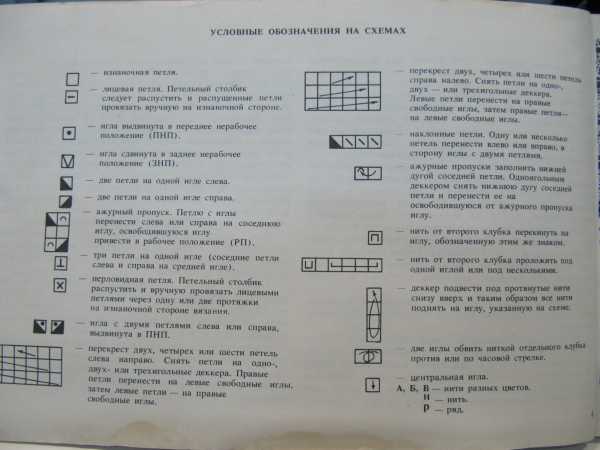 УСЛОВНЫЕ ОБОЗНАЧЕНИЯ НА СХЕМАХ
— изнаночная петля.
— лицевая петля. Петельный столбик
следует распустить и распущенные петли
провязать вручную на изнаночной стороне.
— игла выдвинута в переднее нерабочее
положение (ПНП).
— игла сдвинута в заднее нерабочее
положение (ЗНП).
— две петли на одной игле слева.
— две петли на одной игле справа.
— ажурный пропуск. Петлю с иглы
перенести слева или справа на соседнюю
иглу, освободившуюся иглу
привести в рабочее положение (РП).
— три петли на одной игле (соседние петли
слева и справа на средней игле).
— перловидная петля. Петельный столбик
распустить и вручную провязать лицевыми
петлями через одну или две протяжки
на изнаночной стороне вязания.
— игла с двумя петлями слева или справа,
выдвинута в ПНП.
— перекрест двух, четырех или шести петель
слева направо. Снять петли на одно-,
двух- или трехигольные деккера. Правые
петли перенести на левые свободные иглы,
затем левые петли — на правые
свободные иглы.
— перекрест двух, четырех или шести петель
справа налево. Снять петли на одно-,
двух — или трехигольные деккера.
Левые петли перенести на правые
свободные иглы, затем правые петли—
на левые свободные иглы.
— наклонные петли. Одну или несколько
петель перенести влево или вправо, в
сторону иглы с двумя петлями.
— ажурные пропуски заполнить нижней
дугой соседней петли. Одноигольным
деккером снять нижнюю дугу соседней
петли и перенести ее на
освободившуюся от ажурного пропуска
иглу.
— нить от второго клубка перекинуть на
иглу, обозначенную этим же знаком.
— нить от второго клубка проложить под
одной иглой или под несколькими.
— деккер подвести под протянутые нити
снизу вверх и таким образом все нити
поднять на иглу, указанную на схеме.
— две иглы обвить ниткой отдельного клубка
против или по часовой стрелке.
— центральная игла.
А, Б, В — нити разных цветов.
Н — нить.
Р — ряд.